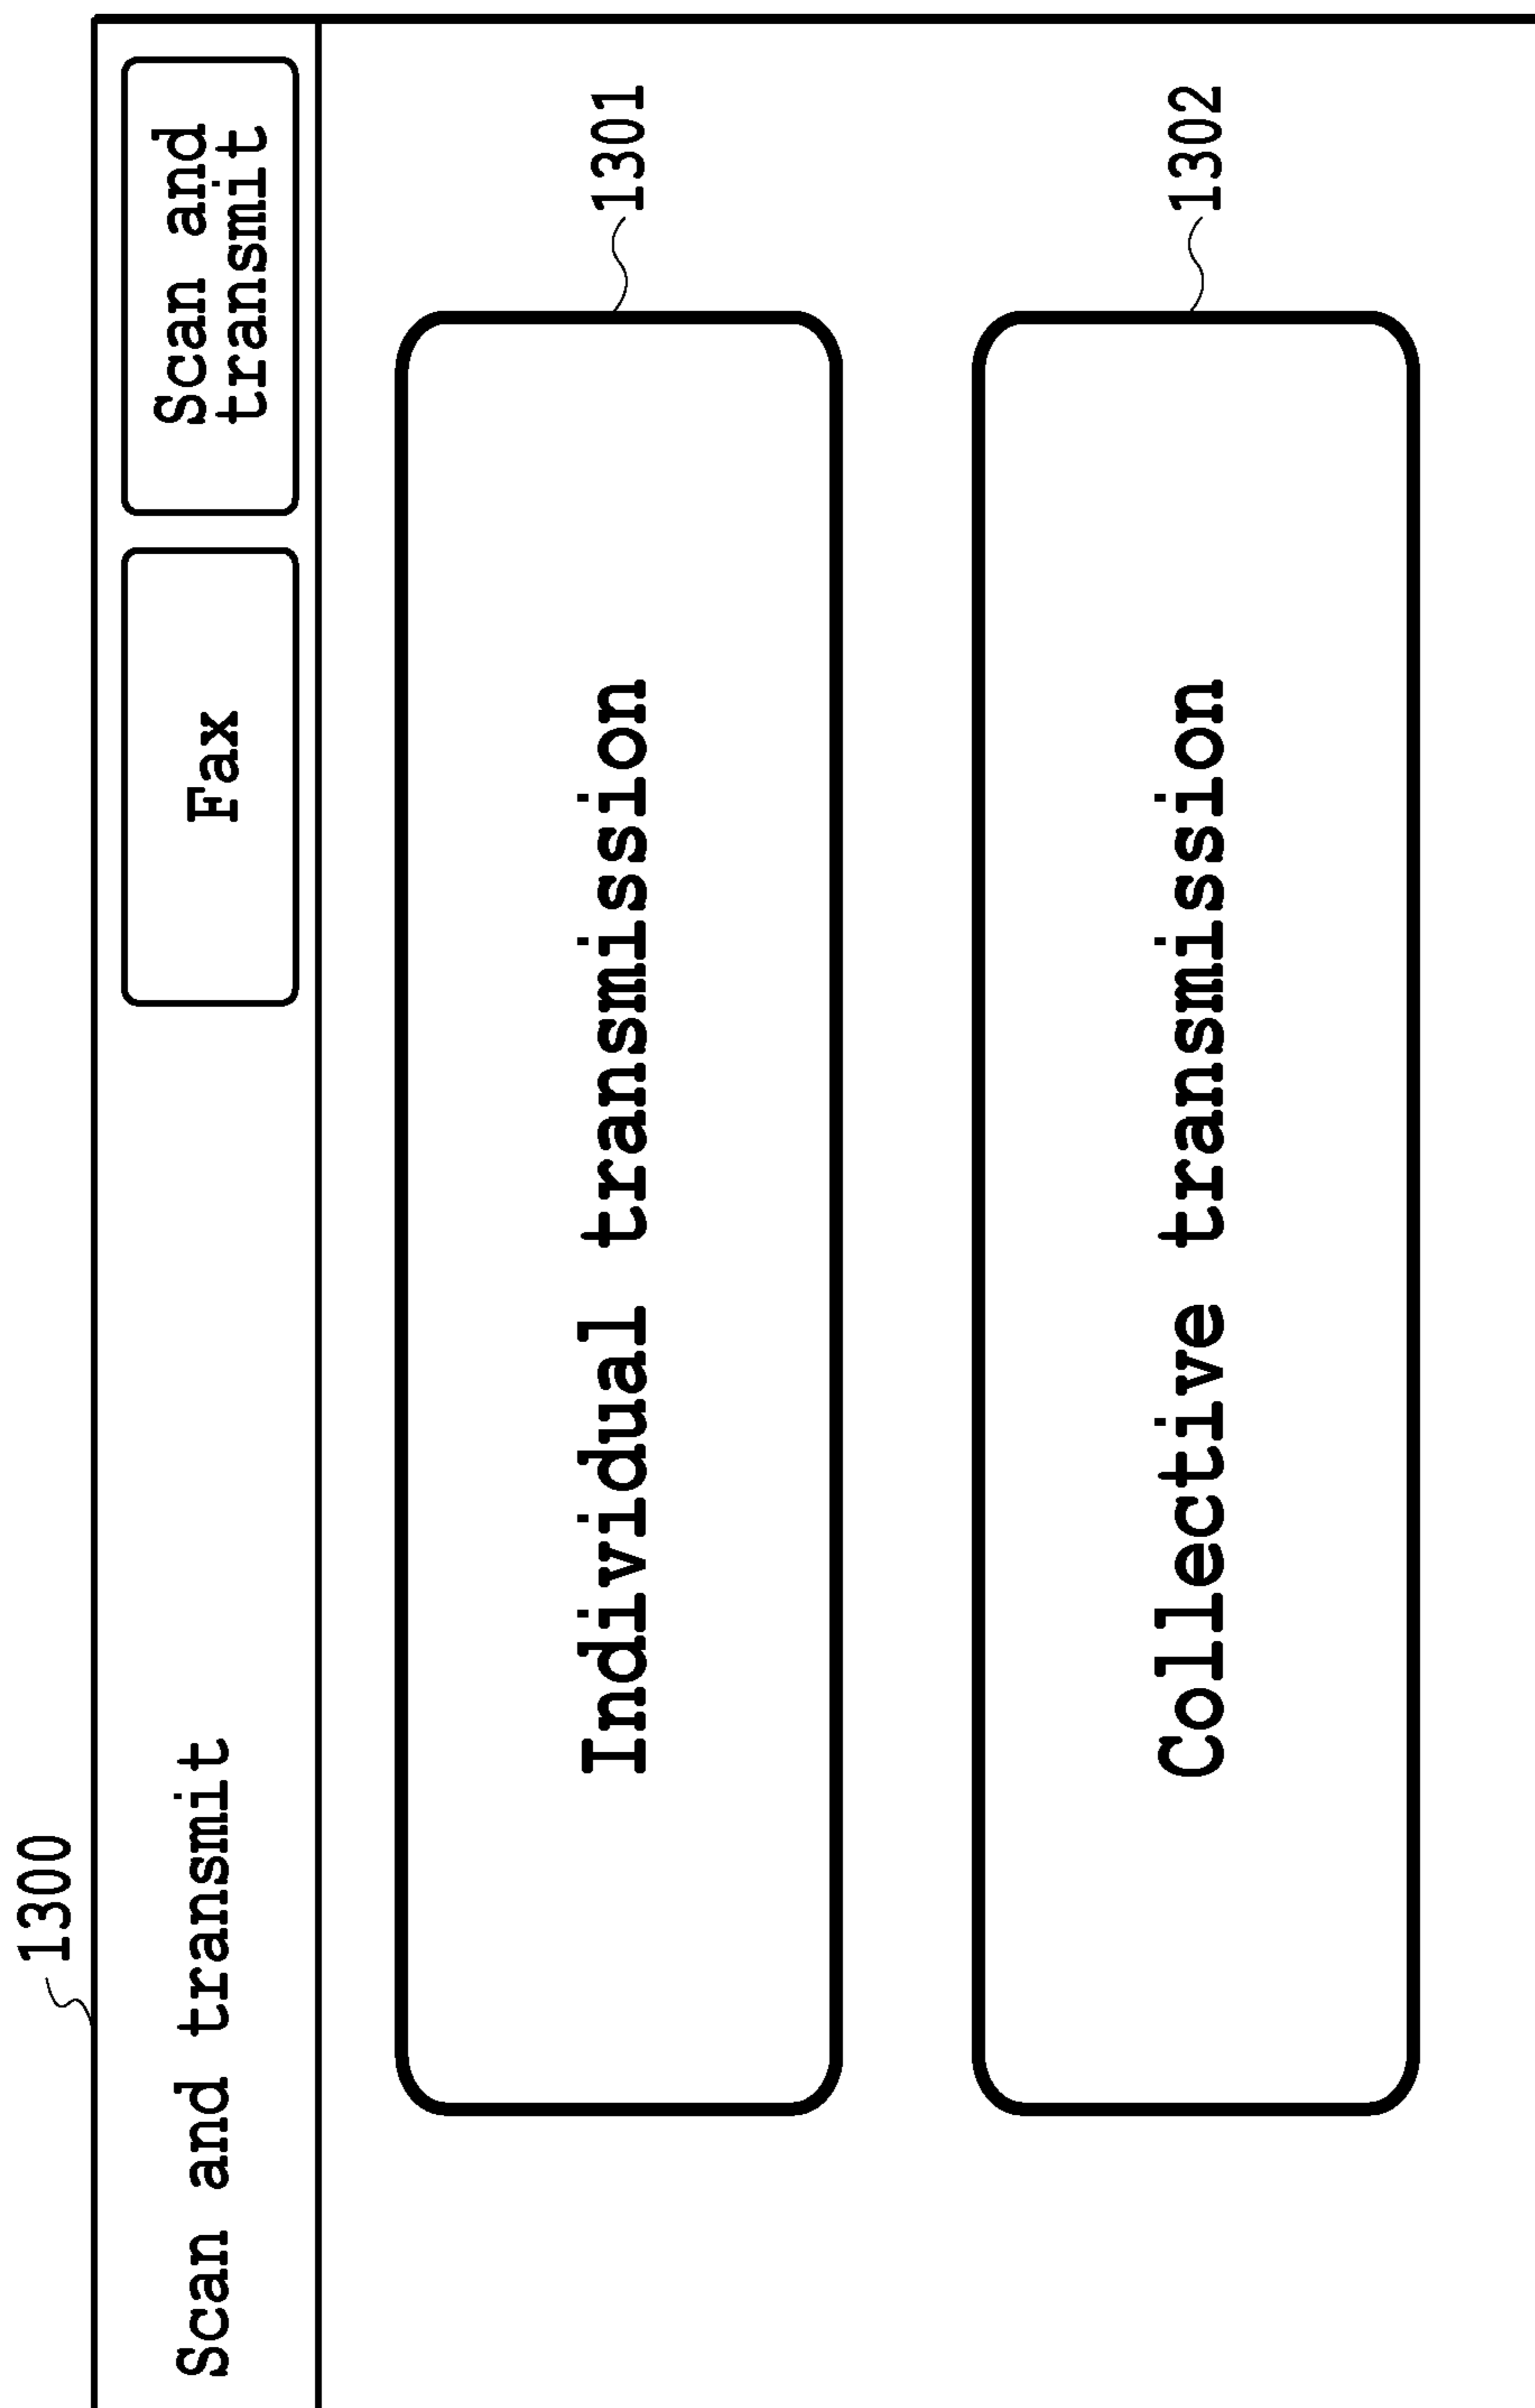 1300
Scan and transmit
Fax
Scan and
transmit
Individual transmission
1301
Collective transmission
1302